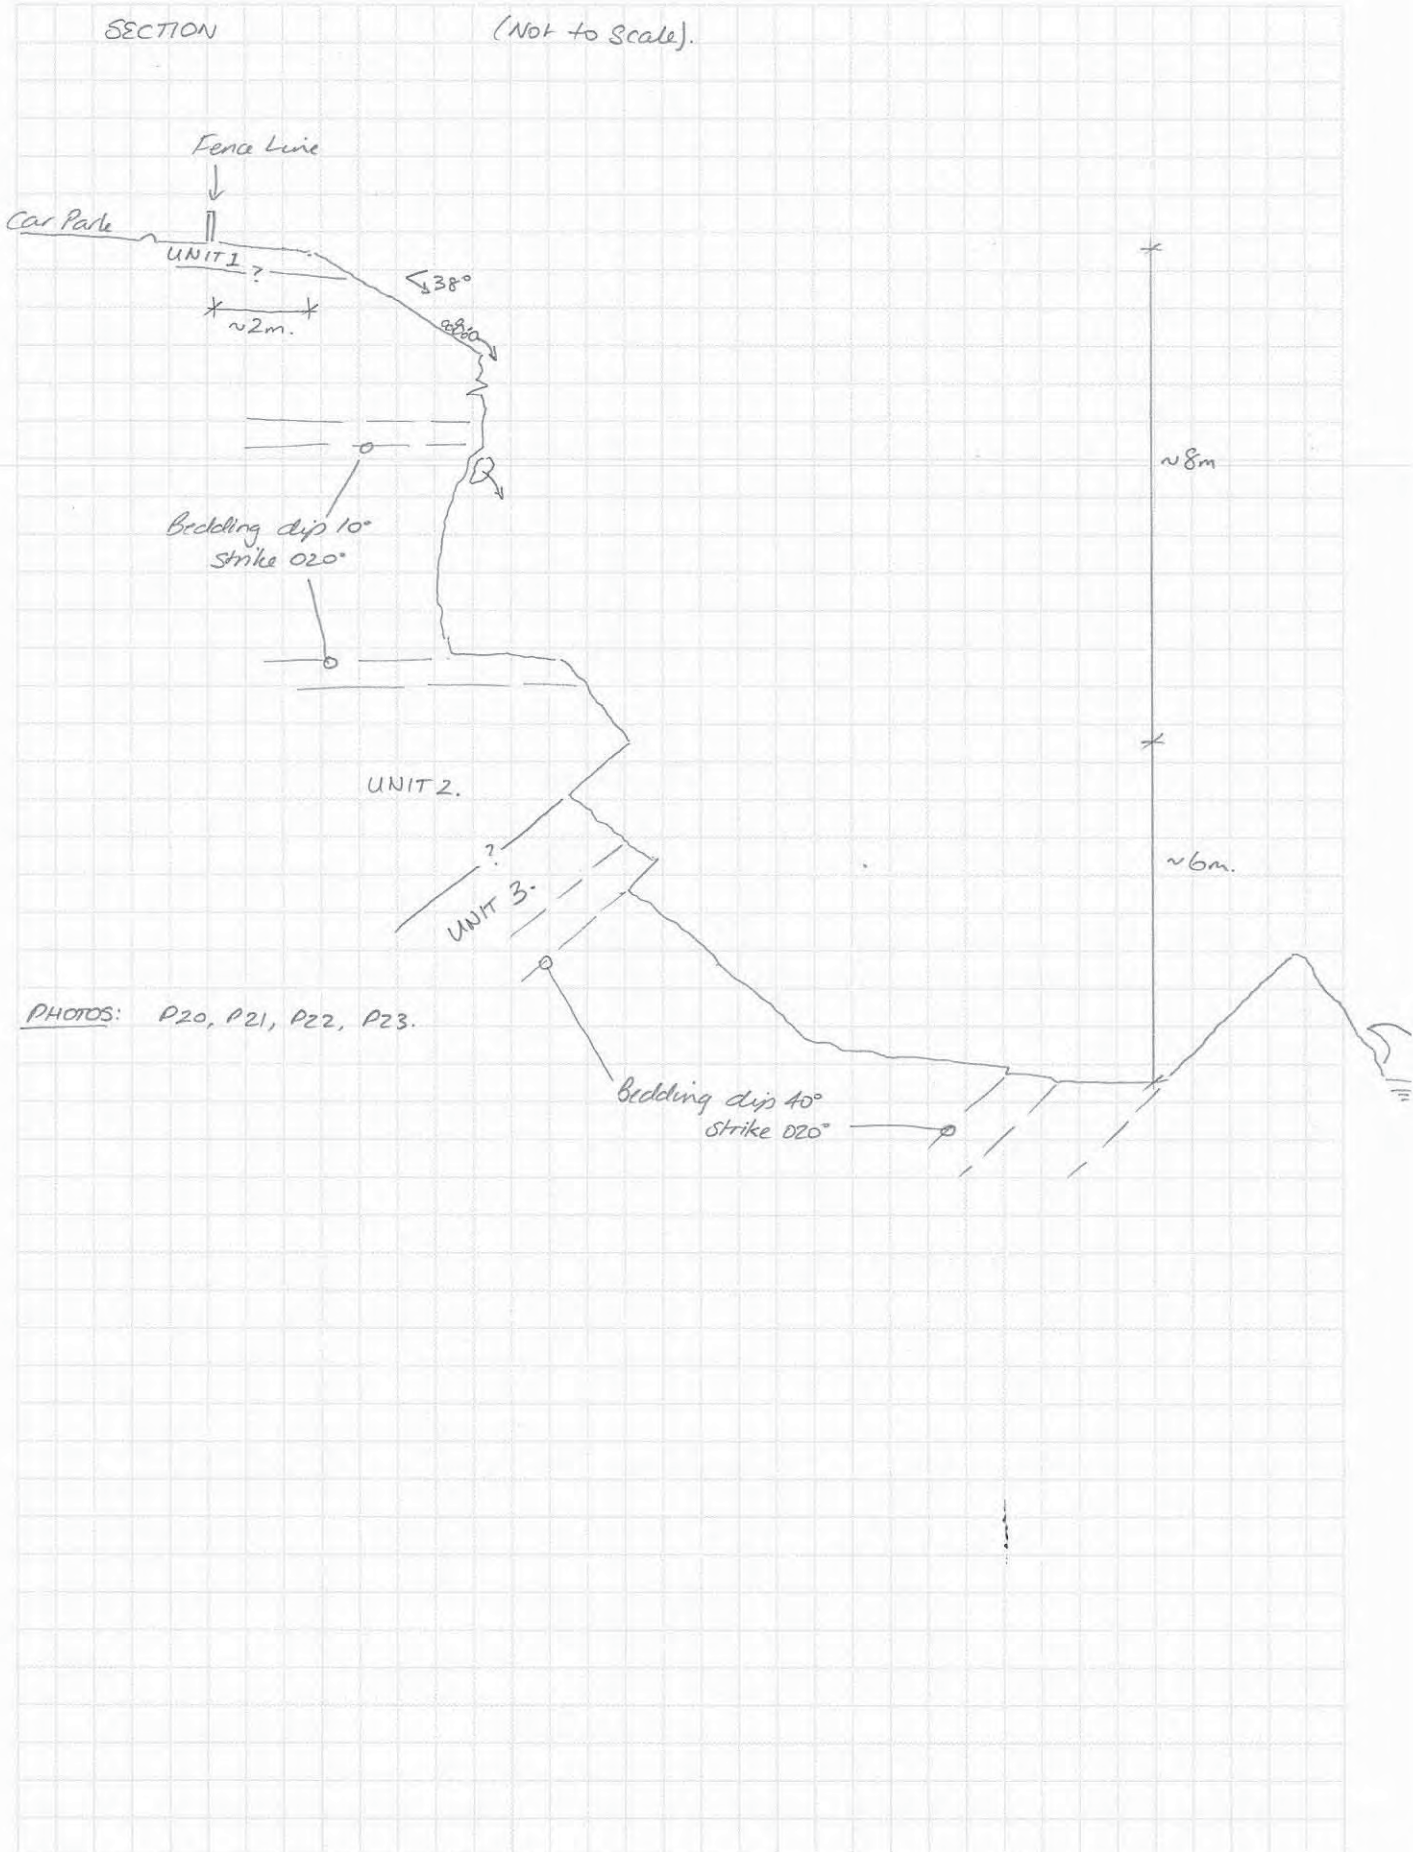 SECTION (Not to Scale).
Fence Line
Car Park
UNIT 1
?
38°
~2m.
~8m
Bedding dip 10°
Strike 020°
UNIT 2.
?
~6m.
UNIT 3.
PHOTOS: P20, P21, P22, P23.
Bedding dip 40°
Strike 020°